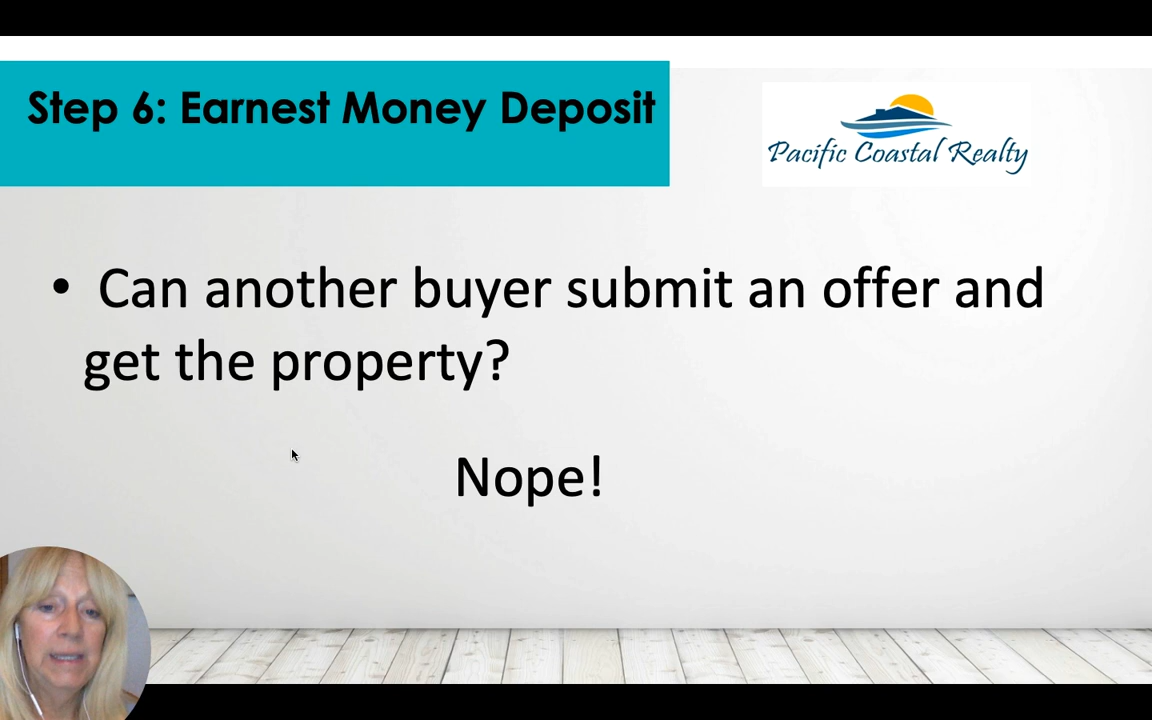 Step 6: Earnest Money Deposit
Pacific Coastal Realty
• Can another buyer submit an offer and
get the property?
Nope!